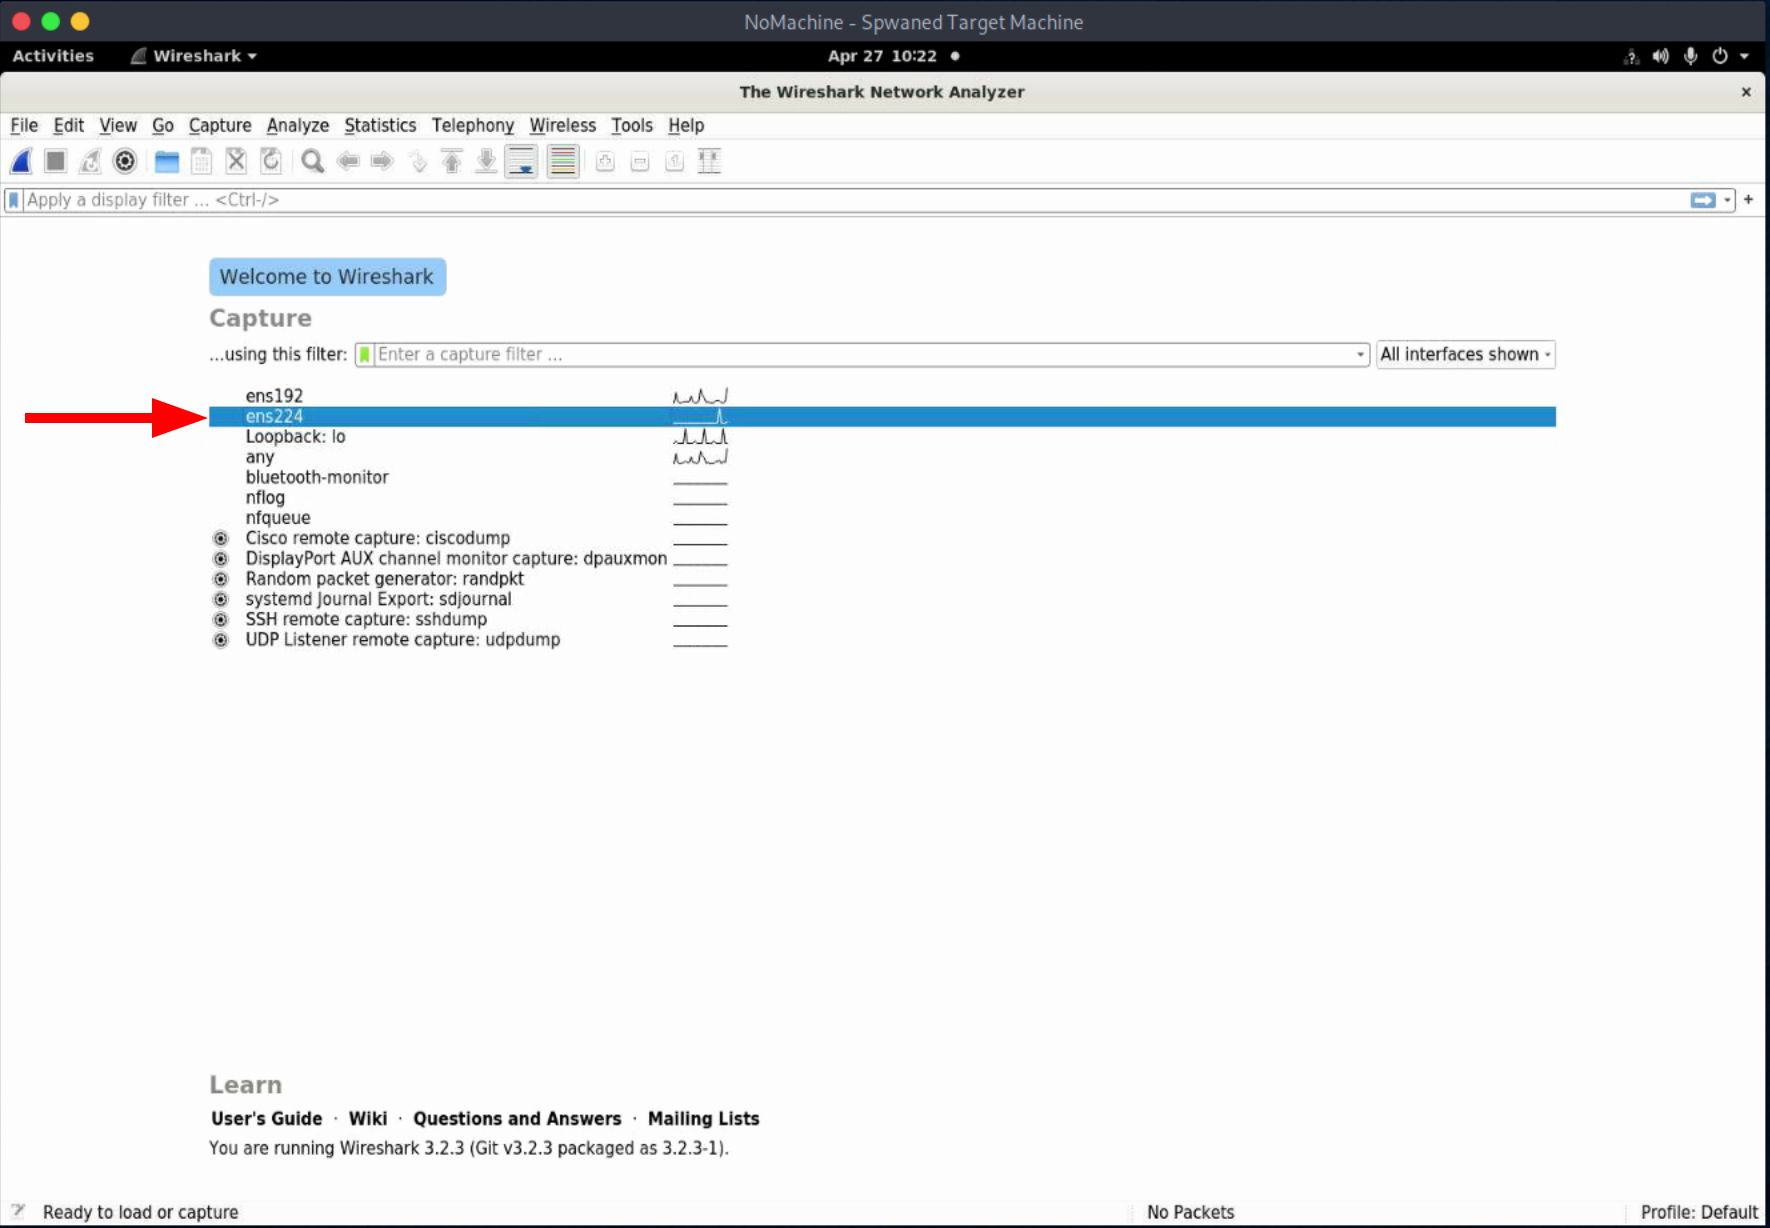 NoMachine - Spwaned Target Machine
Activities Wireshark Apr 27 10:22
The Wireshark Network Analyzer
File Edit View Go Capture Analyze Statistics Telephony Wireless Tools Help
Apply a display filter ... <Ctrl-/>
Welcome to Wireshark
Capture
...using this filter: Enter a capture filter ... All interfaces shown
ens192
ens224
Loopback: lo
any
bluetooth-monitor
nflog
nfqueue
Cisco remote capture: ciscodump
DisplayPort AUX channel monitor capture: dpauxmon
Random packet generator: randpkt
systemd Journal Export: sdjournal
SSH remote capture: sshdump
UDP Listener remote capture: udpdump
Learn
User's Guide · Wiki · Questions and Answers · Mailing Lists
You are running Wireshark 3.2.3 (Git v3.2.3 packaged as 3.2.3-1).
Ready to load or capture No Packets Profile: Default